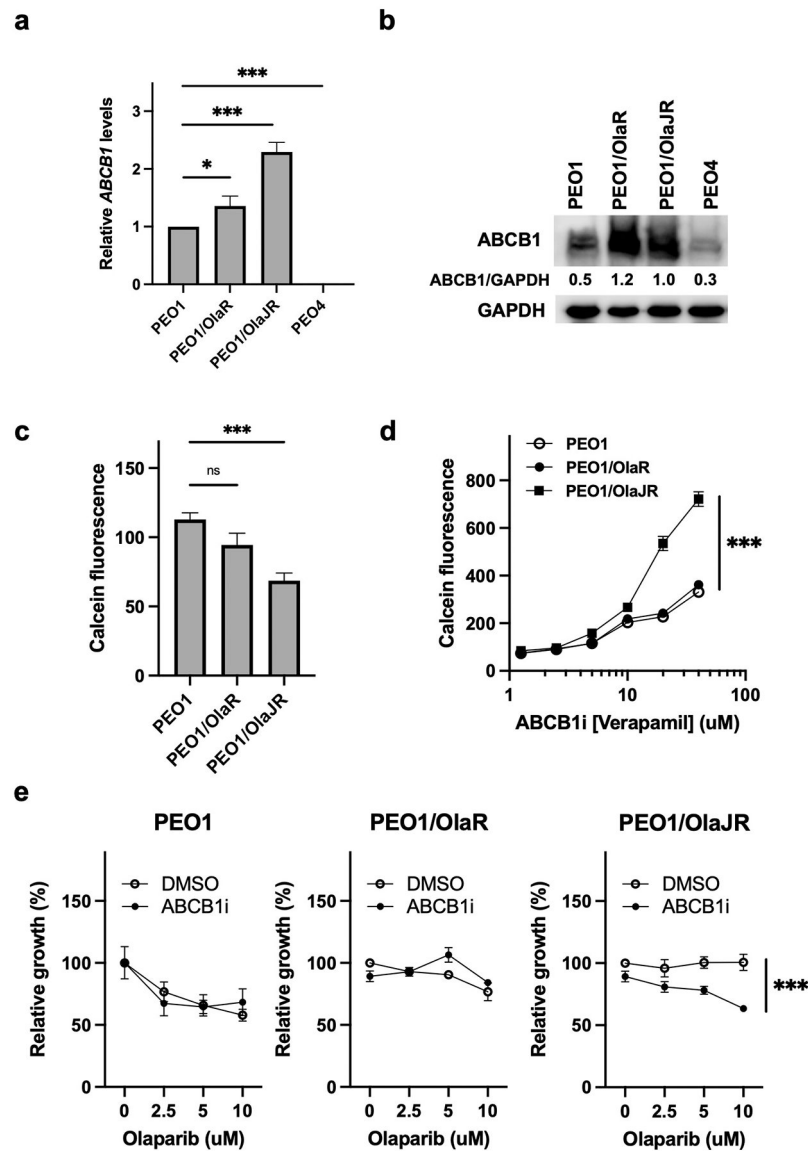 a
***
***
*
Relative ABCB1 levels
3
2
1
0
PEO1
PEO1/OlaR
PEO1/OlaJR
PEO4
b
PEO1
PEO1/OlaR
PEO1/OlaJR
PEO4
ABCB1
ABCB1/GAPDH 0.5 1.2 1.0 0.3
GAPDH
c
***
ns
Calcein fluorescence
150
100
50
0
PEO1
PEO1/OlaR
PEO1/OlaJR
d
PEO1
PEO1/OlaR
PEO1/OlaJR
Calcein fluorescence
800
600
400
200
0
***
1 10 100
ABCB1i [Verapamil] (uM)
e
PEO1
DMSO
ABCB1i
Relative growth (%)
150
100
50
0
0 2.5 5 10
Olaparib (uM)
PEO1/OlaR
DMSO
ABCB1i
Relative growth (%)
150
100
50
0
0 2.5 5 10
Olaparib (uM)
PEO1/OlaJR
DMSO
ABCB1i
Relative growth (%)
150
100
50
0
***
0 2.5 5 10
Olaparib (uM)